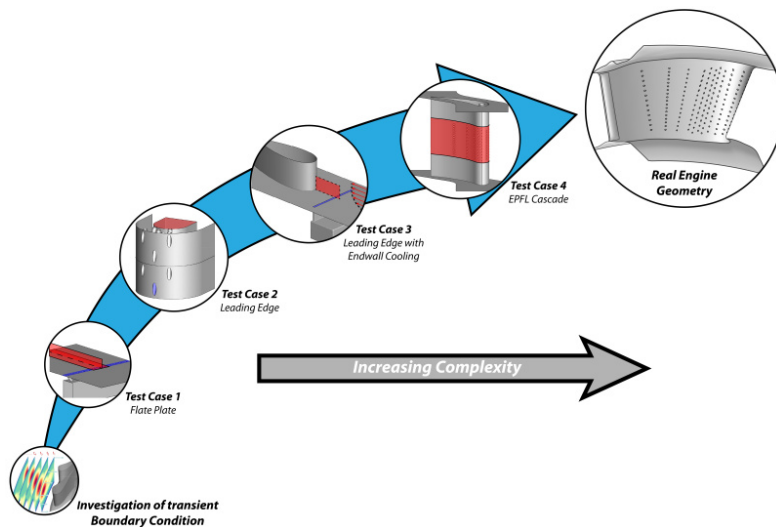 Real Engine
Geometry
Test Case 4
EPFL Cascade
Test Case 3
Leading Edge with
Endwall Cooling
Test Case 2
Leading Edge
Increasing Complexity
Test Case 1
Flate Plate
Investigation of transient
Boundary Condition